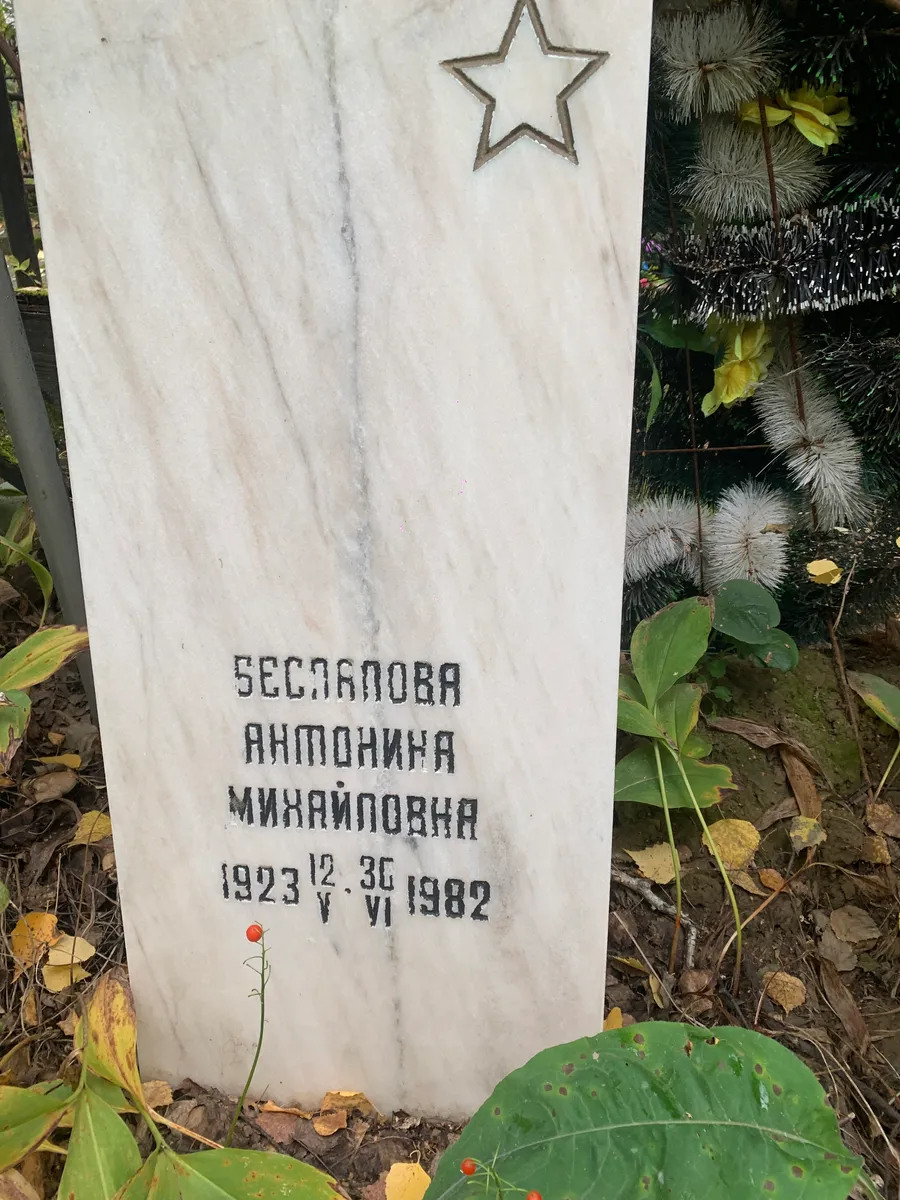 БЕСПАЛОВА
АНТОНИНА
МИХАЙЛОВНА
1923 12 V . 30 VI 1982